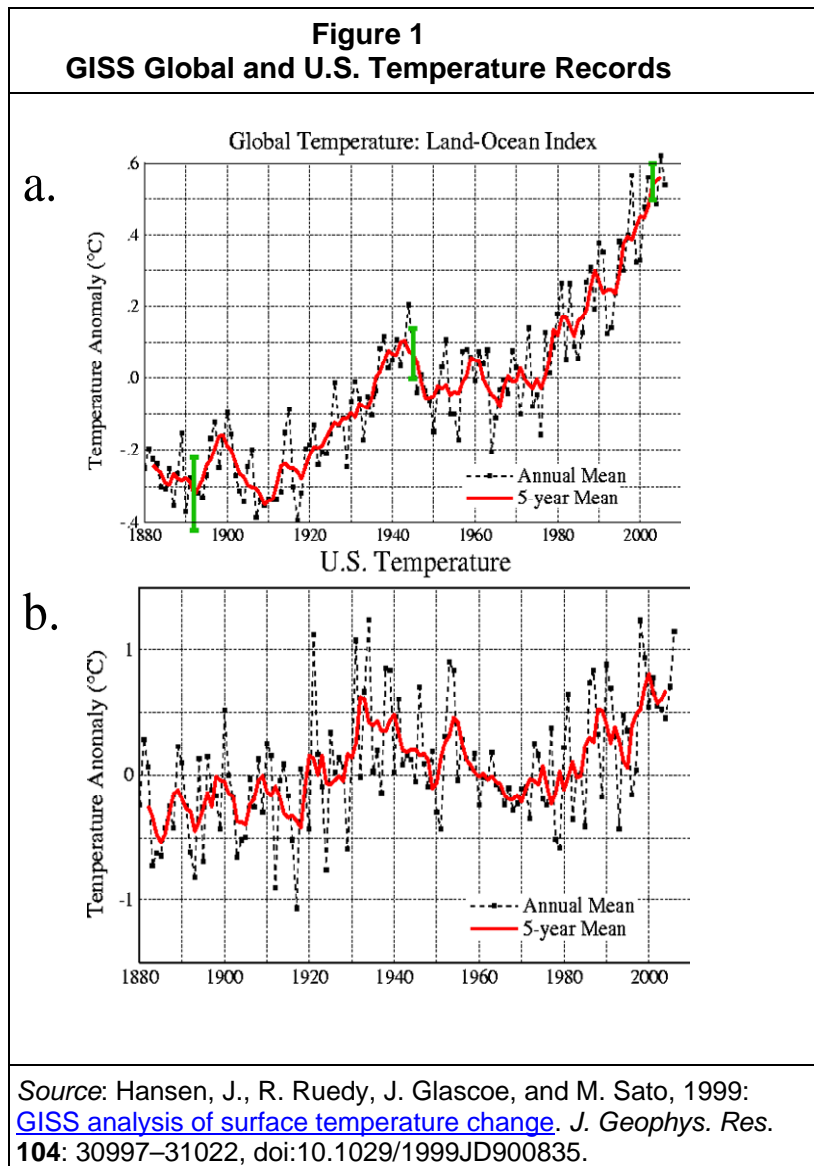 Figure 1
GISS Global and U.S. Temperature Records
a.
Global Temperature: Land-Ocean Index
Temperature Anomaly (°C)
.6
.4
.2
.0
-.2
-.4
Annual Mean
5-year Mean
1880 1900 1920 1940 1960 1980 2000
b.
U.S. Temperature
Temperature Anomaly (°C)
1
0
-1
Annual Mean
5-year Mean
1880 1900 1920 1940 1960 1980 2000
Source: Hansen, J., R. Ruedy, J. Glascoe, and M. Sato, 1999:
GISS analysis of surface temperature change. J. Geophys. Res.
104: 30997–31022, doi:10.1029/1999JD900835.